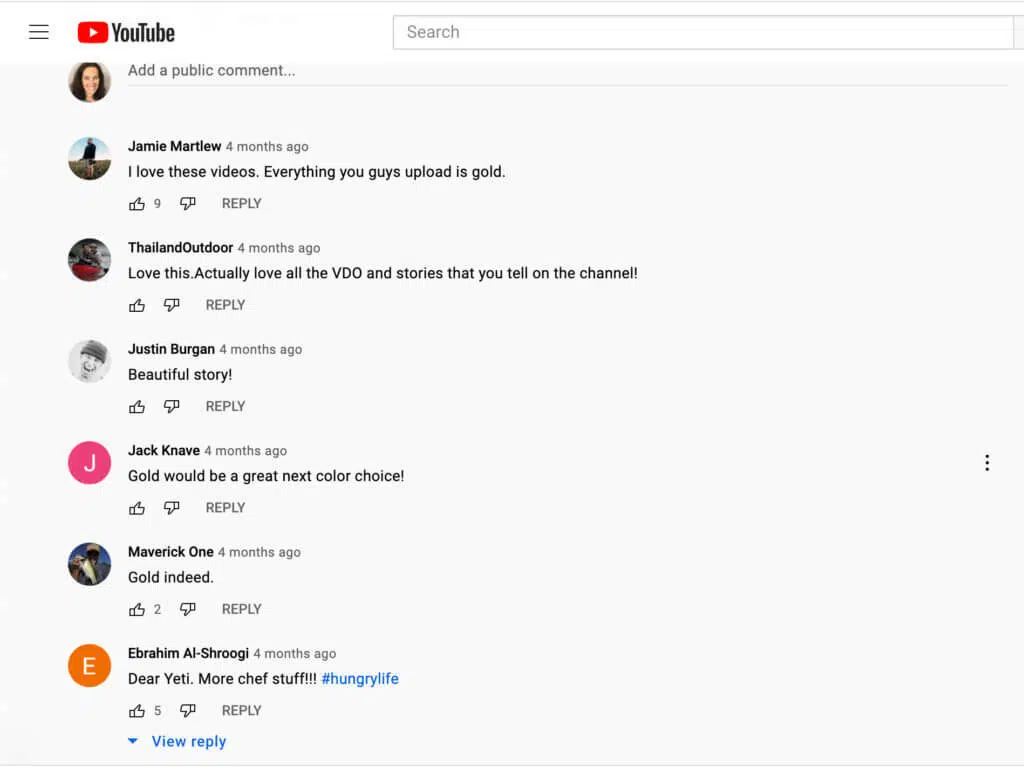 YouTube Search
Add a public comment...
Jamie Martlew 4 months ago
I love these videos. Everything you guys upload is gold.
9 REPLY
ThailandOutdoor 4 months ago
Love this.Actually love all the VDO and stories that you tell on the channel!
REPLY
Justin Burgan 4 months ago
Beautiful story!
REPLY
J
Jack Knave 4 months ago
Gold would be a great next color choice!
REPLY
Maverick One 4 months ago
Gold indeed.
2 REPLY
E
Ebrahim Al-Shroogi 4 months ago
Dear Yeti. More chef stuff!!! #hungrylife
5 REPLY
View reply